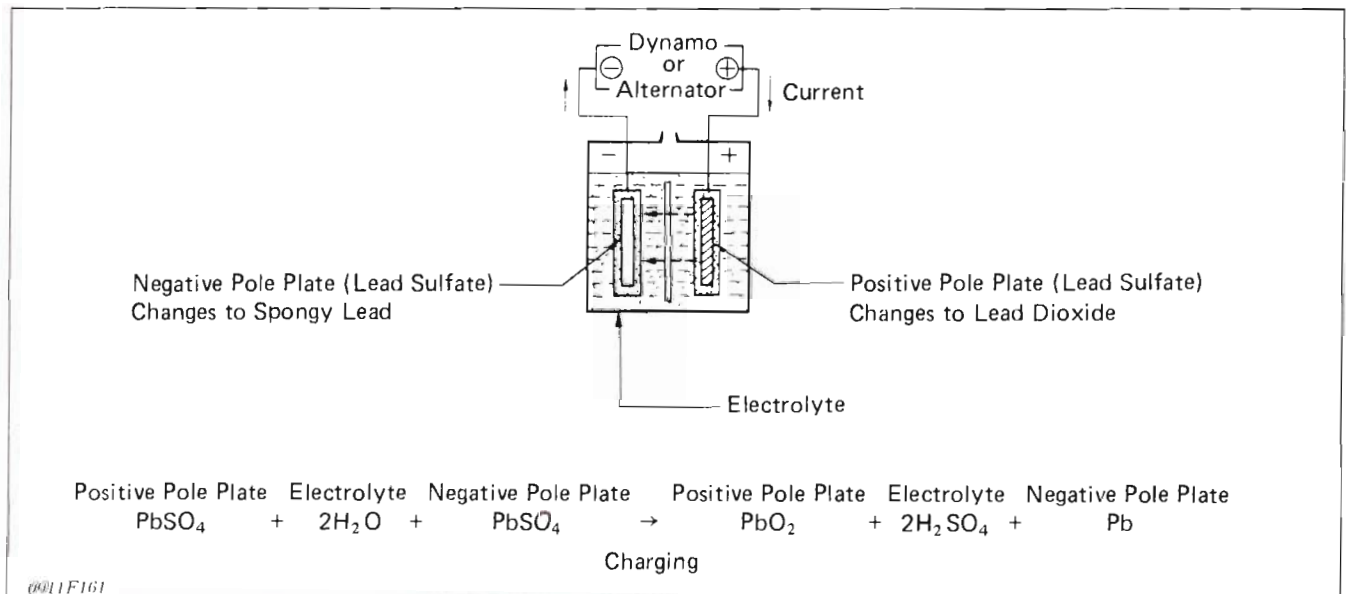 Dynamo
or
⊖ ⊕
Alternator
Current
− +
Negative Pole Plate (Lead Sulfate)
Changes to Spongy Lead
Positive Pole Plate (Lead Sulfate)
Changes to Lead Dioxide
Electrolyte
Positive Pole Plate Electrolyte Negative Pole Plate Positive Pole Plate Electrolyte Negative Pole Plate
PbSO₄ + 2H₂O + PbSO₄ → PbO₂ + 2H₂SO₄ + Pb
Charging
0011F161